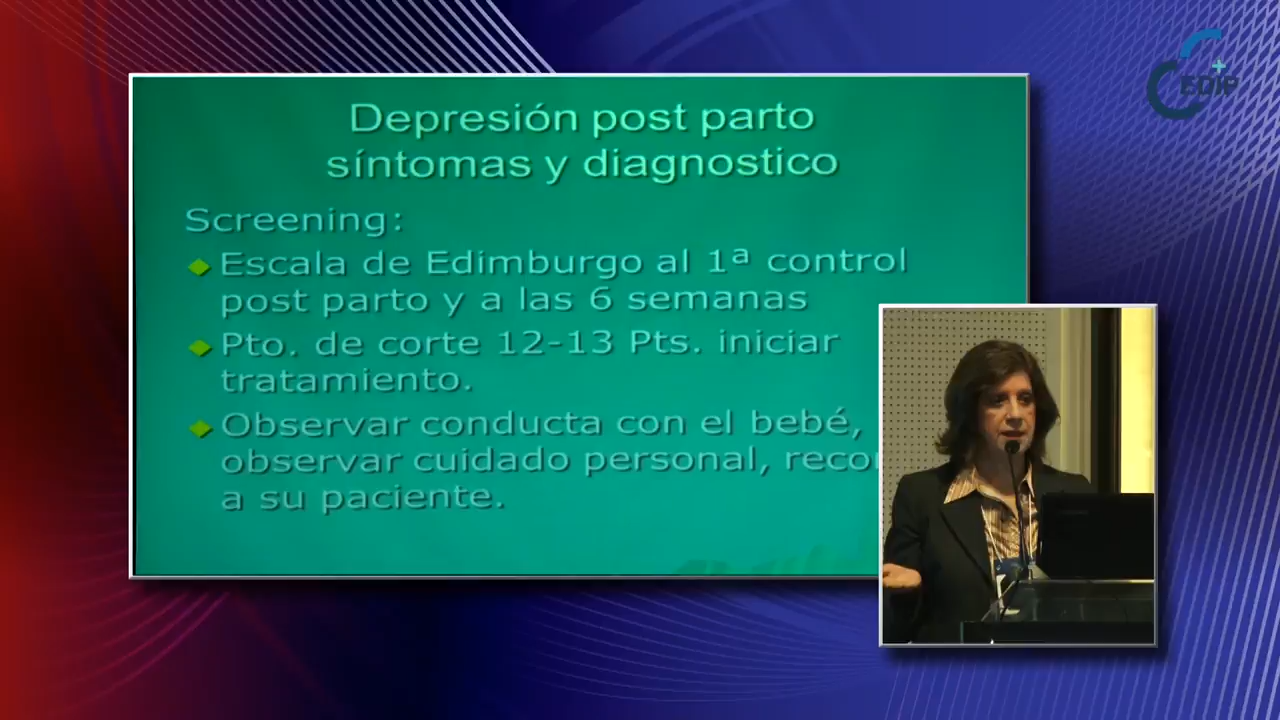 Depresión post parto
síntomas y diagnostico
Screening:
Escala de Edimburgo al 1ª control
post parto y a las 6 semanas
Pto. de corte 12-13 Pts. iniciar
tratamiento.
Observar conducta con el bebé,
observar cuidado personal,
a su paciente.
CEDIP